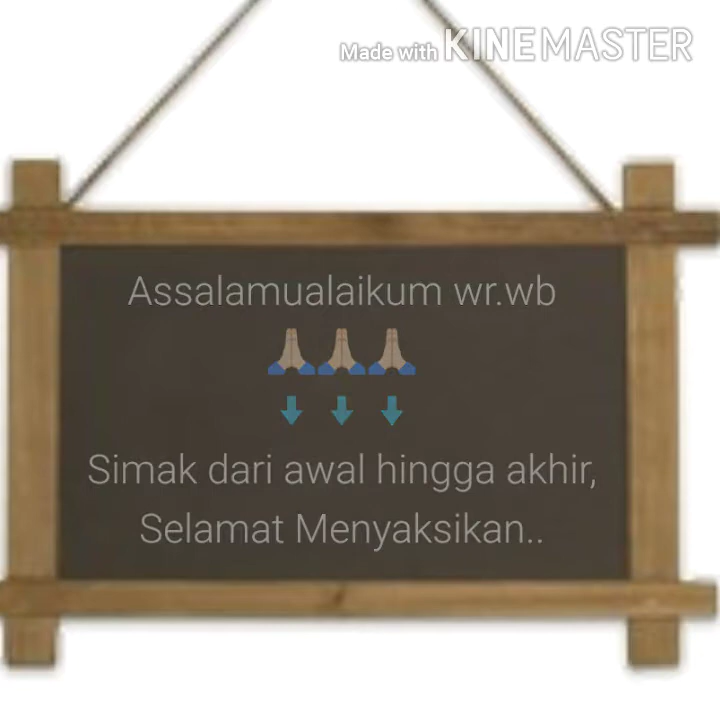 Made with KINEMASTER
Assalamualaikum wr.wb
🙏🏽🙏🏽🙏🏽
⬇⬇⬇
Simak dari awal hingga akhir,
Selamat Menyaksikan..